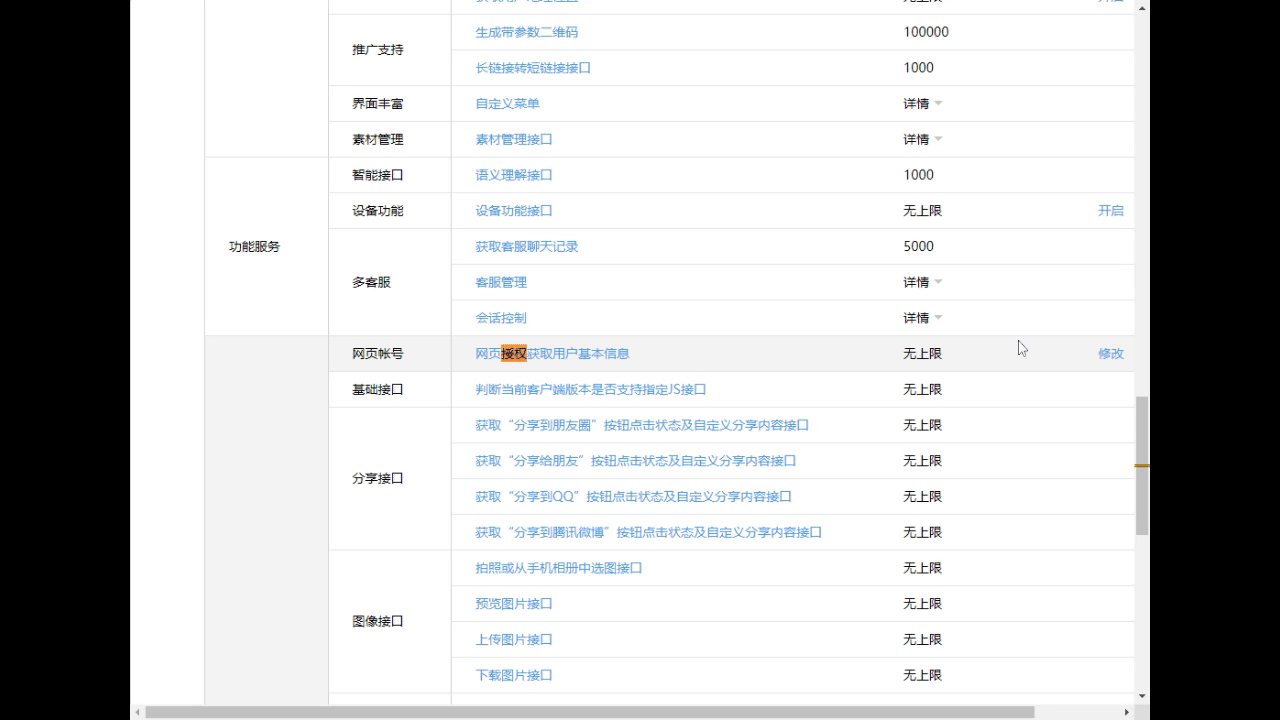 推广支持
生成带参数二维码 100000
长链接转短链接接口 1000
界面丰富 自定义菜单 详情
素材管理 素材管理接口 详情
功能服务
智能接口 语义理解接口 1000
设备功能 设备功能接口 无上限 开启
多客服
获取客服聊天记录 5000
客服管理 详情
会话控制 详情
网页帐号 网页授权获取用户基本信息 无上限 修改
基础接口 判断当前客户端版本是否支持指定JS接口 无上限
分享接口
获取“分享到朋友圈”按钮点击状态及自定义分享内容接口 无上限
获取“分享给朋友”按钮点击状态及自定义分享内容接口 无上限
获取“分享到QQ”按钮点击状态及自定义分享内容接口 无上限
获取“分享到腾讯微博”按钮点击状态及自定义分享内容接口 无上限
图像接口
拍照或从手机相册中选图接口 无上限
预览图片接口 无上限
上传图片接口 无上限
下载图片接口 无上限